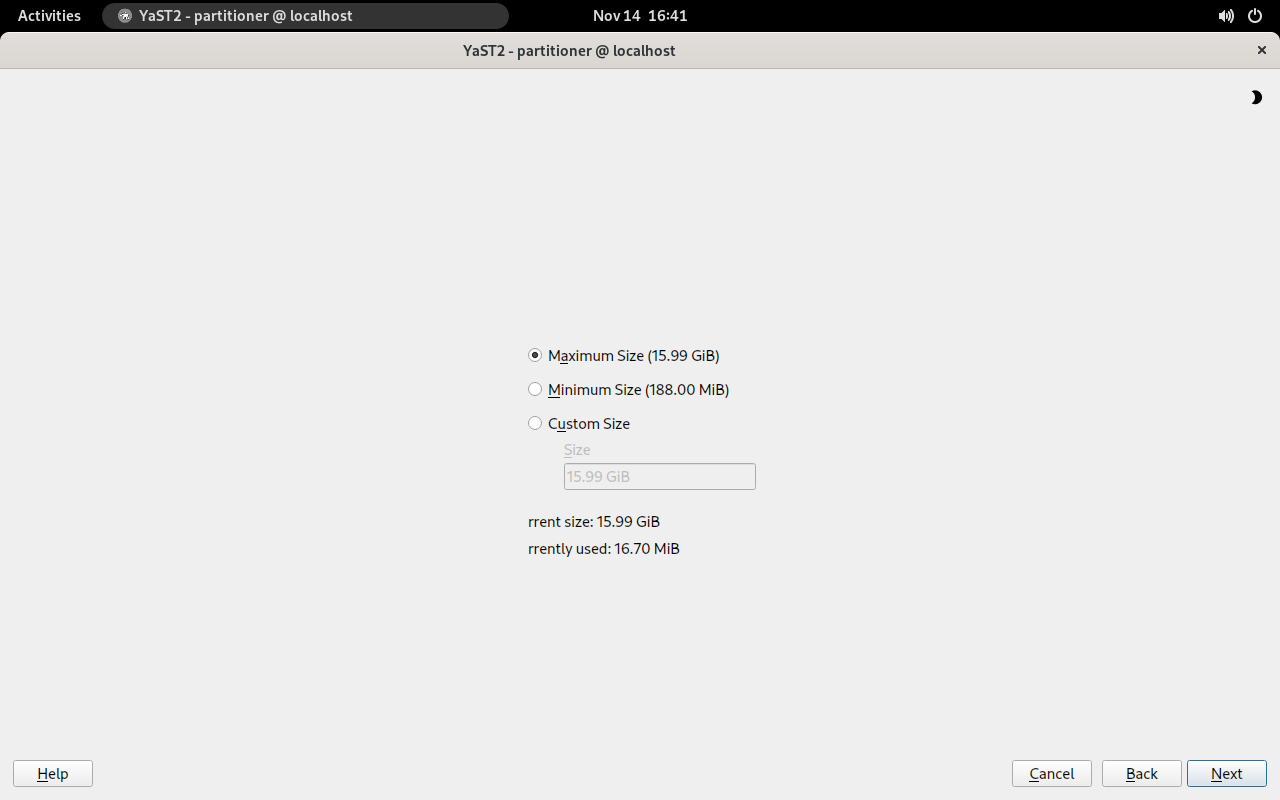 Activities YaST2 - partitioner @ localhost Nov 14 16:41
YaST2 - partitioner @ localhost
Maximum Size (15.99 GiB)
Minimum Size (188.00 MiB)
Custom Size
Size
15.99 GiB
rrent size: 15.99 GiB
rrently used: 16.70 MiB
Help Cancel Back Next